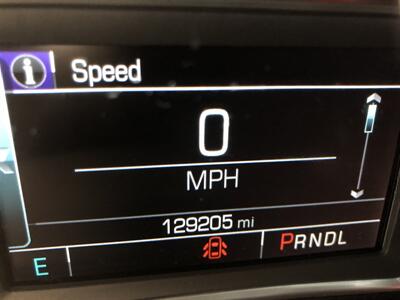 Speed
0
MPH
129205 mi
E
PRNDL